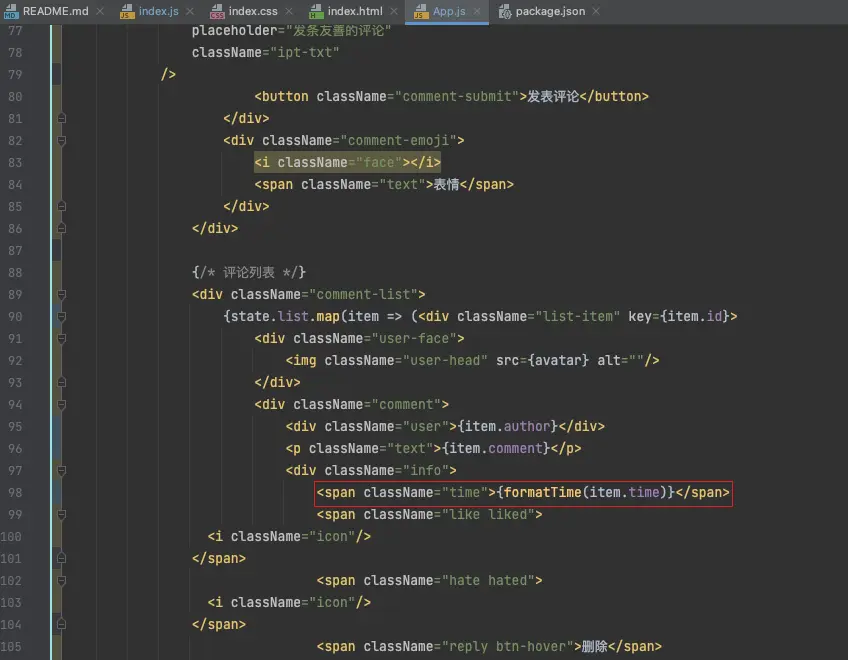 README.md index.js index.css index.html App.js package.json
77 placeholder="发条友善的评论"
78 className="ipt-txt"
79 />
80 <button className="comment-submit">发表评论</button>
81 </div>
82 <div className="comment-emoji">
83 <i className="face"></i>
84 <span className="text">表情</span>
85 </div>
86 </div>
87
88 {/* 评论列表 */}
89 <div className="comment-list">
90 {state.list.map(item => (<div className="list-item" key={item.id}>
91 <div className="user-face">
92 <img className="user-head" src={avatar} alt=""/>
93 </div>
94 <div className="comment">
95 <div className="user">{item.author}</div>
96 <p className="text">{item.comment}</p>
97 <div className="info">
98 <span className="time">{formatTime(item.time)}</span>
99 <span className="like liked">
100 <i className="icon"/>
101 </span>
102 <span className="hate hated">
103 <i className="icon"/>
104 </span>
105 <span className="reply btn-hover">删除</span>